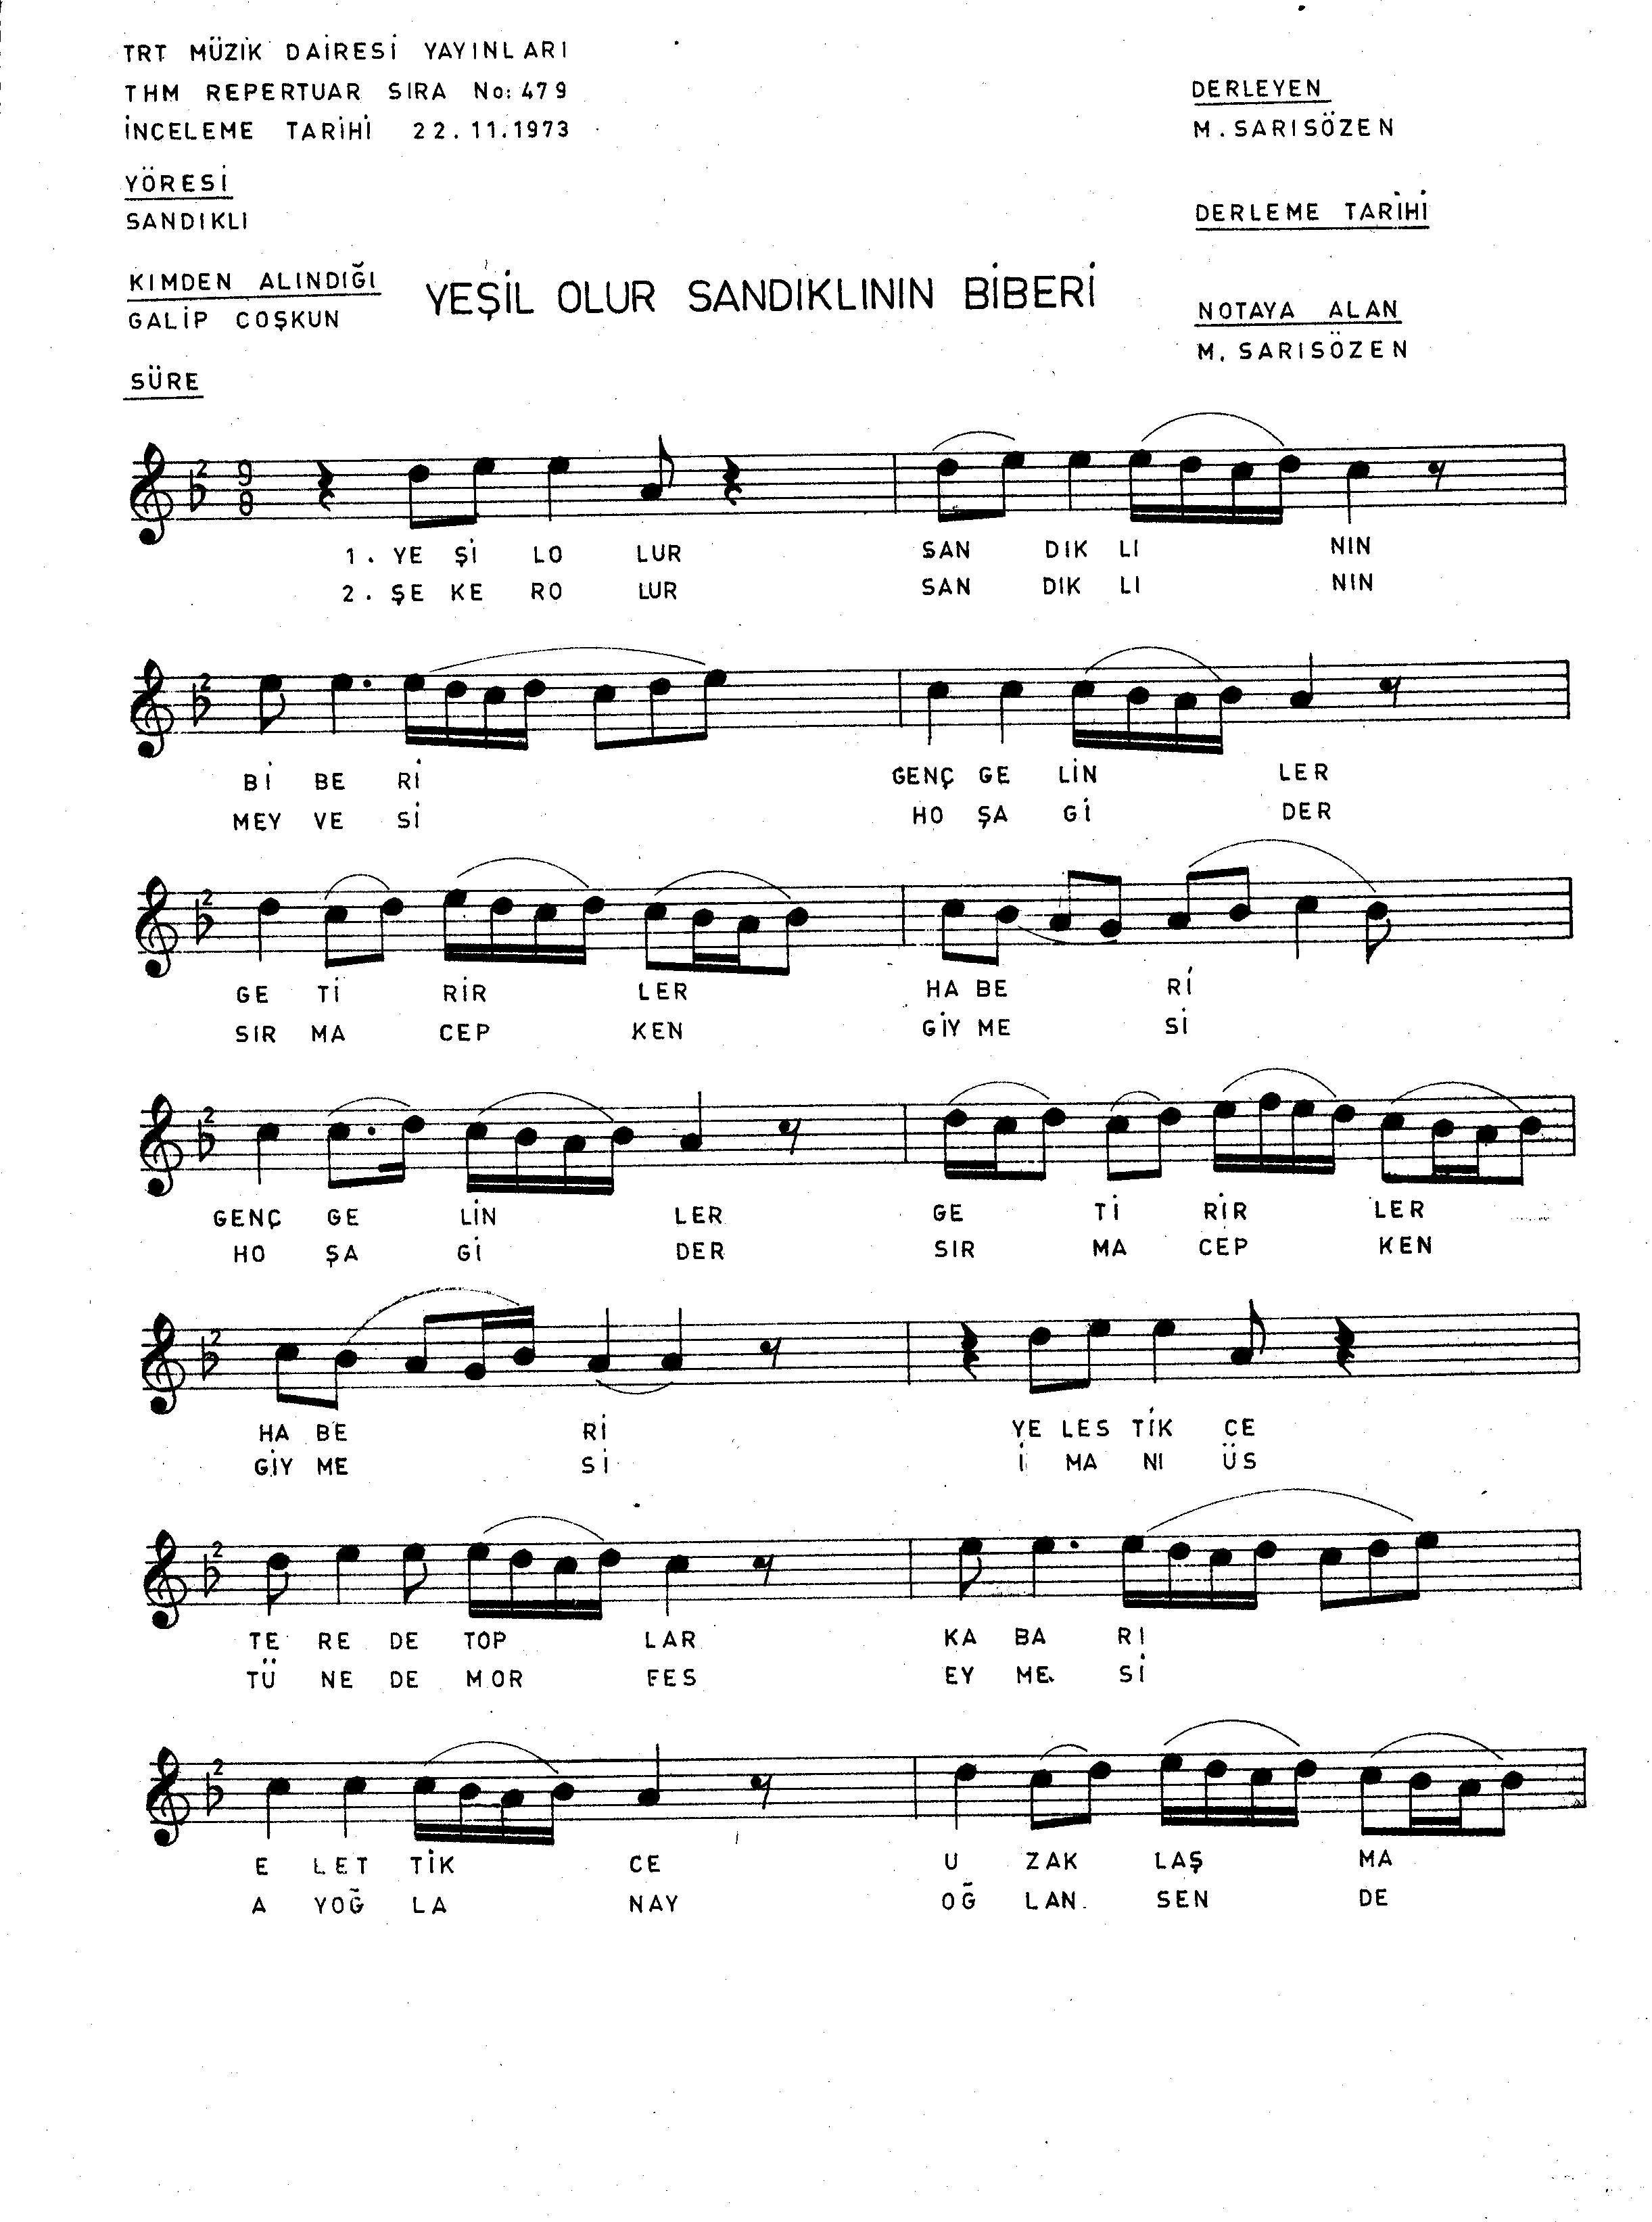 TRT MÜZİK DAİRESİ YAYINLARI
THM REPERTUAR SIRA No: 479
İNCELEME TARİHİ 22.11.1973
DERLEYEN
M. SARISÖZEN
YÖRESİ
SANDIKLI
DERLEME TARİHİ
KIMDEN ALINDIĞI
GALİP COŞKUN
YEŞİL OLUR SANDIKLININ BİBERİ
NOTAYA ALAN
M. SARISÖZEN
SÜRE
2 9 8
1. YE Şİ LO LUR SAN DIK LI NIN
2. ŞE KE RO LUR SAN DIK LI NIN
2
Bİ BE Rİ GENÇ GE LİN LER
MEY VE Sİ HO ŞA Gİ DER
2
GE Tİ RİR LER HA BE Rİ
SIR MA CEP KEN GİY ME Sİ
2
GENÇ GE LİN LER GE Tİ RİR LER
HO ŞA Gİ DER SIR MA CEP KEN
2
HA BE Rİ YE LES TİK CE
GİY ME Sİ İ MA NI ÜS
2
TE RE DE TOP LAR KA BA RI
TÜ NE DE MOR FES EY ME Sİ
2
E LET TİK CE U ZAK LAŞ MA
A YOĞ LA NAY OĞ LAN SEN DE